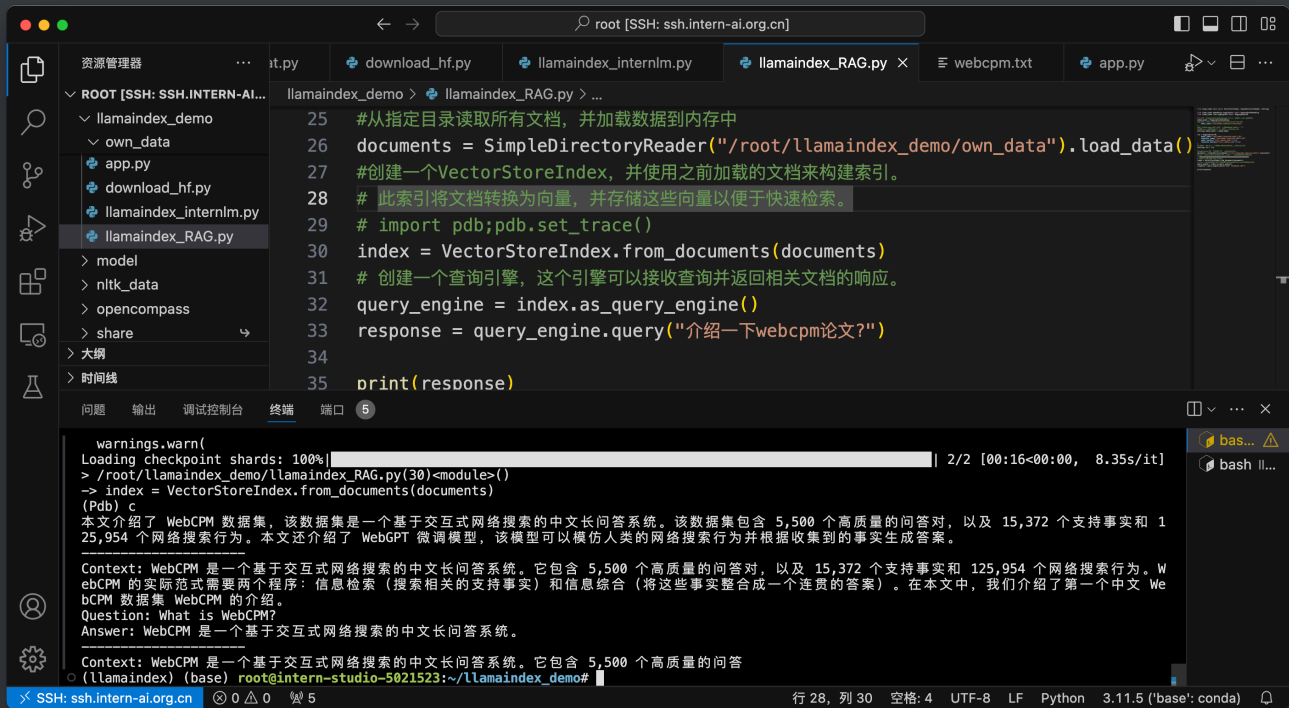 root [SSH: ssh.intern-ai.org.cn]
资源管理器
at.py
download_hf.py
llamaindex_internlm.py
llamaindex_RAG.py
webcpm.txt
app.py
ROOT [SSH: SSH.INTERN-AI...
llamaindex_demo
own_data
app.py
download_hf.py
llamaindex_internlm.py
llamaindex_RAG.py
model
nltk_data
opencompass
share
大纲
时间线
llamaindex_demo > llamaindex_RAG.py > ...
25 #从指定目录读取所有文档，并加载数据到内存中
26 documents = SimpleDirectoryReader("/root/llamaindex_demo/own_data").load_data()
27 #创建一个VectorStoreIndex，并使用之前加载的文档来构建索引。
28 # 此索引将文档转换为向量，并存储这些向量以便于快速检索。
29 # import pdb;pdb.set_trace()
30 index = VectorStoreIndex.from_documents(documents)
31 # 创建一个查询引擎，这个引擎可以接收查询并返回相关文档的响应。
32 query_engine = index.as_query_engine()
33 response = query_engine.query("介绍一下webcpm论文?")
34
35 print(response)
问题 输出 调试控制台 终端 端口 5
warnings.warn(
Loading checkpoint shards: 100%| | 2/2 [00:16<00:00, 8.35s/it]
> /root/llamaindex_demo/llamaindex_RAG.py(30)<module>()
-> index = VectorStoreIndex.from_documents(documents)
(Pdb) c
本文介绍了 WebCPM 数据集，该数据集是一个基于交互式网络搜索的中文长问答系统。该数据集包含 5,500 个高质量的问答对，以及 15,372 个支持事实和 1
25,954 个网络搜索行为。本文还介绍了 WebGPT 微调模型，该模型可以模仿人类的网络搜索行为并根据收集到的事实生成答案。
---------------------
Context: WebCPM 是一个基于交互式网络搜索的中文长问答系统。它包含 5,500 个高质量的问答对，以及 15,372 个支持事实和 125,954 个网络搜索行为。W
ebCPM 的实际范式需要两个程序：信息检索（搜索相关的支持事实）和信息综合（将这些事实整合成一个连贯的答案）。在本文中，我们介绍了第一个中文 We
bCPM 数据集 WebCPM 的介绍。
Question: What is WebCPM?
Answer: WebCPM 是一个基于交互式网络搜索的中文长问答系统。
---------------------
Context: WebCPM 是一个基于交互式网络搜索的中文长问答系统。它包含 5,500 个高质量的问答
(llamaindex) (base) root@intern-studio-5021523:~/llamaindex_demo#
bas...
bash ll...
SSH: ssh.intern-ai.org.cn 0 0 5 行 28，列 30 空格: 4 UTF-8 LF Python 3.11.5 ('base': conda)